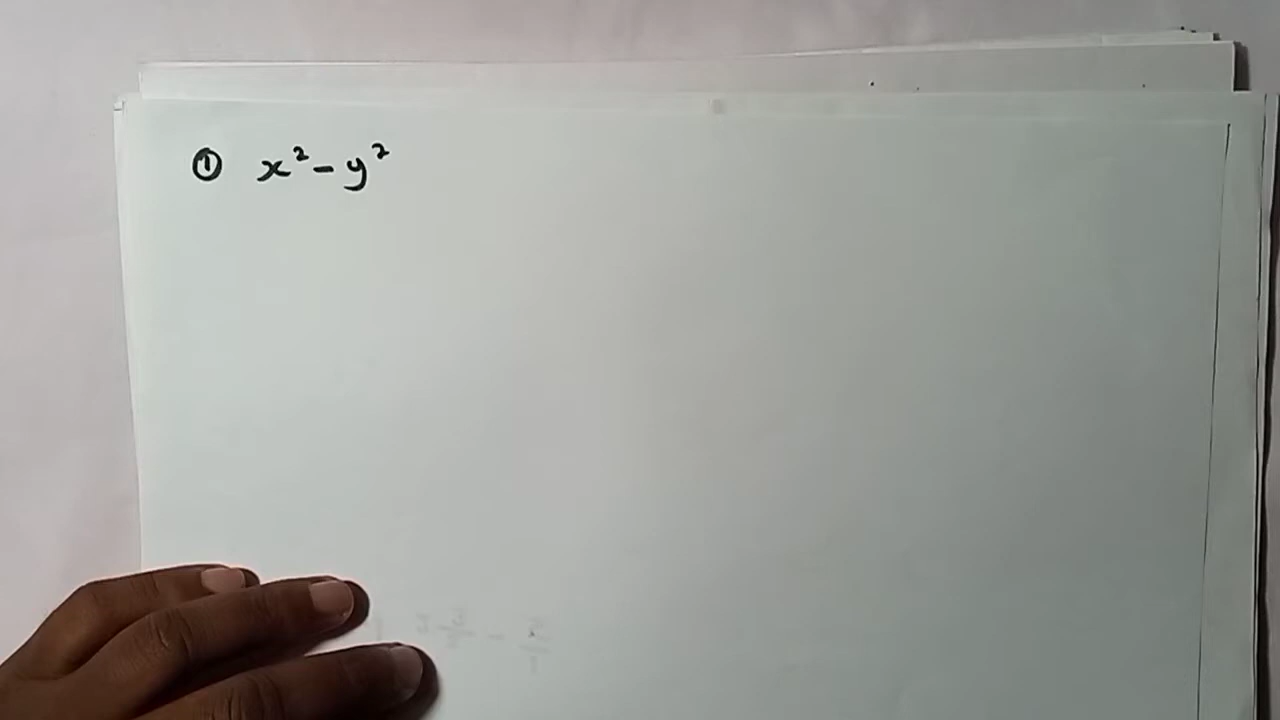 ① x² - y²